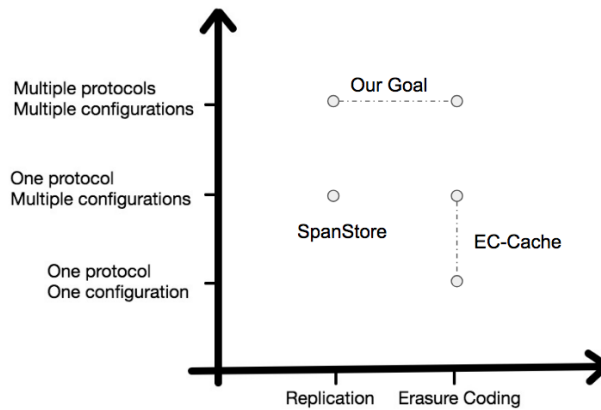 Our Goal
Multiple protocols
Multiple configurations
One protocol
Multiple configurations
SpanStore
EC-Cache
One protocol
One configuration
Replication
Erasure Coding